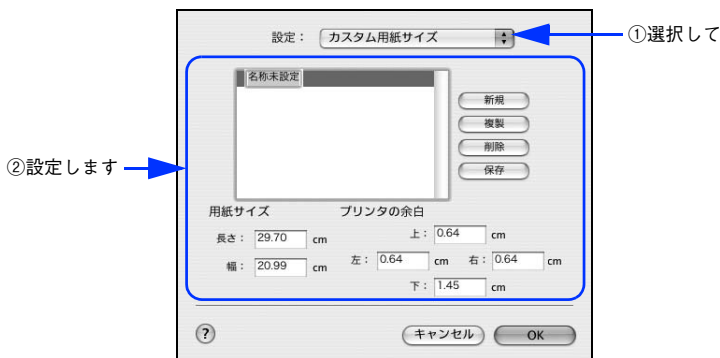 設定： カスタム用紙サイズ
①選択して
名称未設定
新規
複製
削除
保存
②設定します
用紙サイズ
プリンタの余白
長さ： 29.70 cm
幅： 20.99 cm
上： 0.64 cm
左： 0.64 cm 右： 0.64 cm
下： 1.45 cm
? キャンセル OK